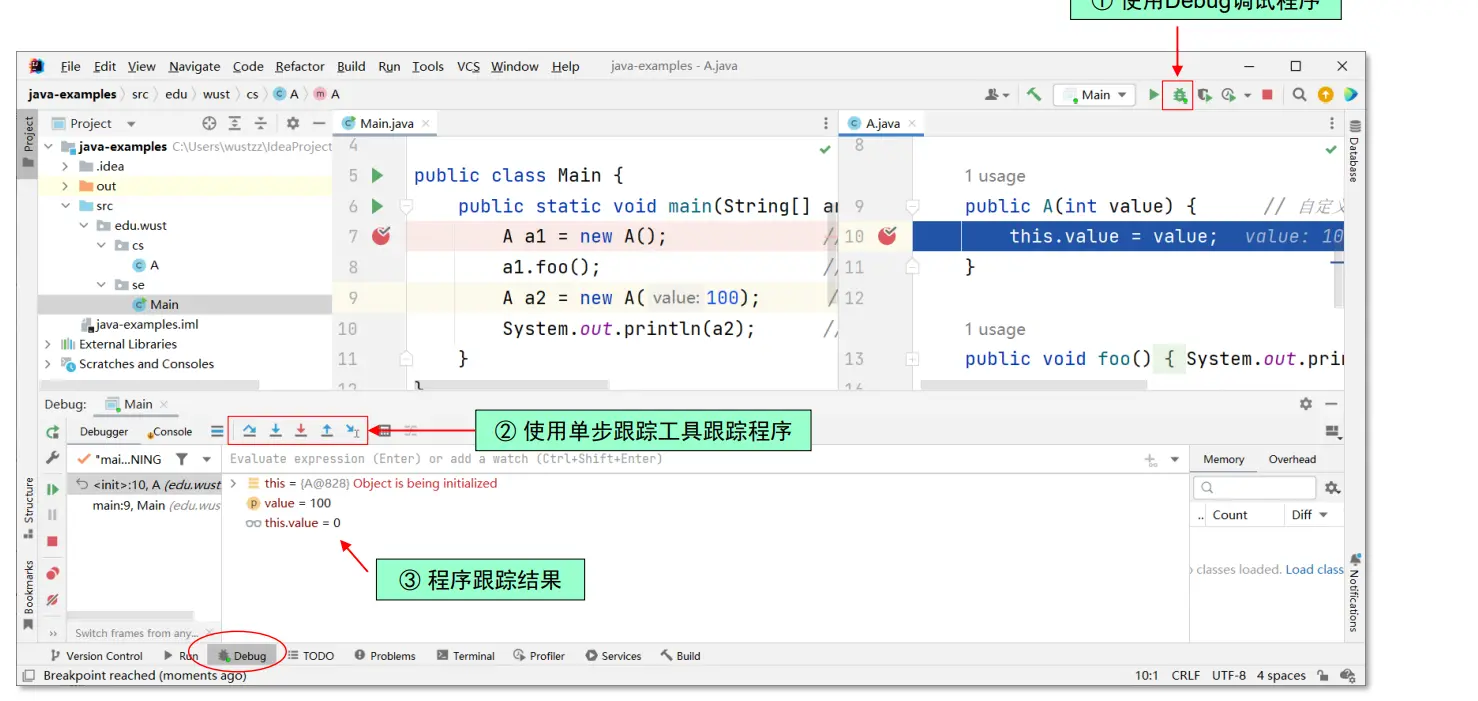 ① 使用Debug调试程序
File Edit View Navigate Code Refactor Build Run Tools VCS Window Help java-examples - A.java
java-examples src edu wust cs A A
Main
Project
Main.java
A.java
Project
Database
java-examples C:\Users\wustzz\IdeaProject
.idea
out
src
edu.wust
cs
A
se
Main
java-examples.iml
External Libraries
Scratches and Consoles
4
5 public class Main {
6 public static void main(String[] a
7 A a1 = new A(); //
8 a1.foo(); //
9 A a2 = new A( value: 100); /
10 System.out.println(a2); //
11 }
12 }
8
1 usage
9 public A(int value) { // 自定义
10 this.value = value; value: 10
11 }
12
1 usage
13 public void foo() { System.out.pri
Debug: Main
Debugger Console
② 使用单步跟踪工具跟踪程序
"mai...NING
Evaluate expression (Enter) or add a watch (Ctrl+Shift+Enter)
Memory Overhead
<init>:10, A (edu.wust
main:9, Main (edu.wus
this = {A@828} Object is being initialized
value = 100
this.value = 0
Count Diff
③ 程序跟踪结果
classes loaded. Load class
Structure
Bookmarks
Notifications
Switch frames from any...
Version Control Run Debug TODO Problems Terminal Profiler Services Build
Breakpoint reached (moments ago) 10:1 CRLF UTF-8 4 spaces